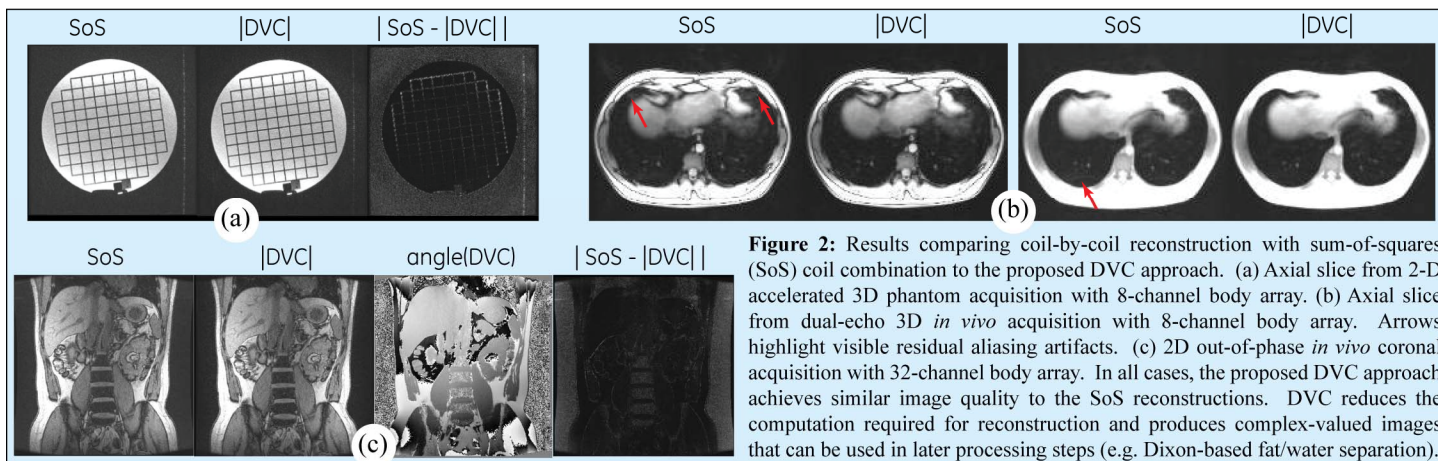 SoS |DVC| | SoS - |DVC| |
(a)
SoS |DVC| SoS |DVC|
(b)
SoS |DVC| angle(DVC) | SoS - |DVC| |
(c)
Figure 2: Results comparing coil-by-coil reconstruction with sum-of-squares
(SoS) coil combination to the proposed DVC approach. (a) Axial slice from 2-D
accelerated 3D phantom acquisition with 8-channel body array. (b) Axial slice
from dual-echo 3D in vivo acquisition with 8-channel body array. Arrows
highlight visible residual aliasing artifacts. (c) 2D out-of-phase in vivo coronal
acquisition with 32-channel body array. In all cases, the proposed DVC approach
achieves similar image quality to the SoS reconstructions. DVC reduces the
computation required for reconstruction and produces complex-valued images
that can be used in later processing steps (e.g. Dixon-based fat/water separation).